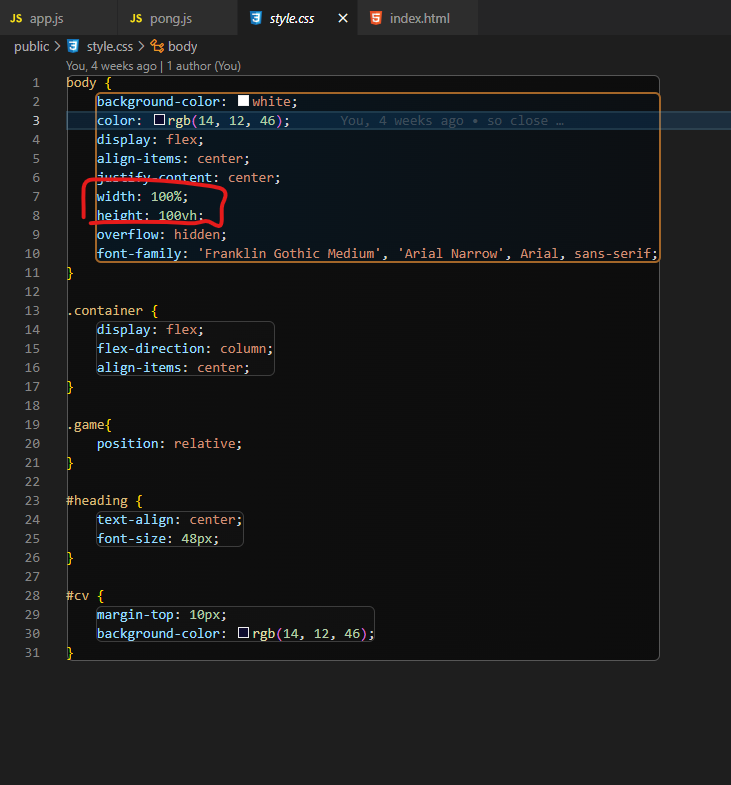 JS app.js JS pong.js style.css × index.html
public > style.css > body
You, 4 weeks ago | 1 author (You)
1 body {
2 background-color: white;
3 color: rgb(14, 12, 46); You, 4 weeks ago • so close …
4 display: flex;
5 align-items: center;
6 justify-content: center;
7 width: 100%;
8 height: 100vh;
9 overflow: hidden;
10 font-family: 'Franklin Gothic Medium', 'Arial Narrow', Arial, sans-serif;
11 }
12
13 .container {
14 display: flex;
15 flex-direction: column;
16 align-items: center;
17 }
18
19 .game{
20 position: relative;
21 }
22
23 #heading {
24 text-align: center;
25 font-size: 48px;
26 }
27
28 #cv {
29 margin-top: 10px;
30 background-color: rgb(14, 12, 46);
31 }